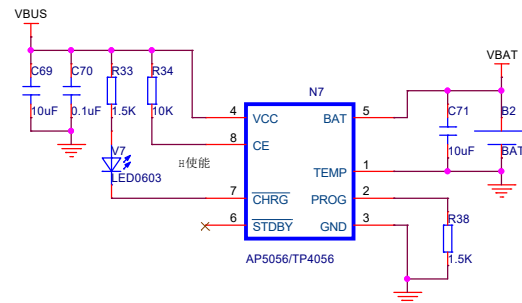 VBUS
VBAT
C69
C70
R33
R34
N7
C71
B2
10uF
0.1uF
1.5K
10K
4
VCC
BAT
5
8
CE
V7
使能
LED0603
10uF
BAT
TEMP
1
7
CHRG
PROG
2
6
STDBY
GND
3
R38
1.5K
AP5056/TP4056